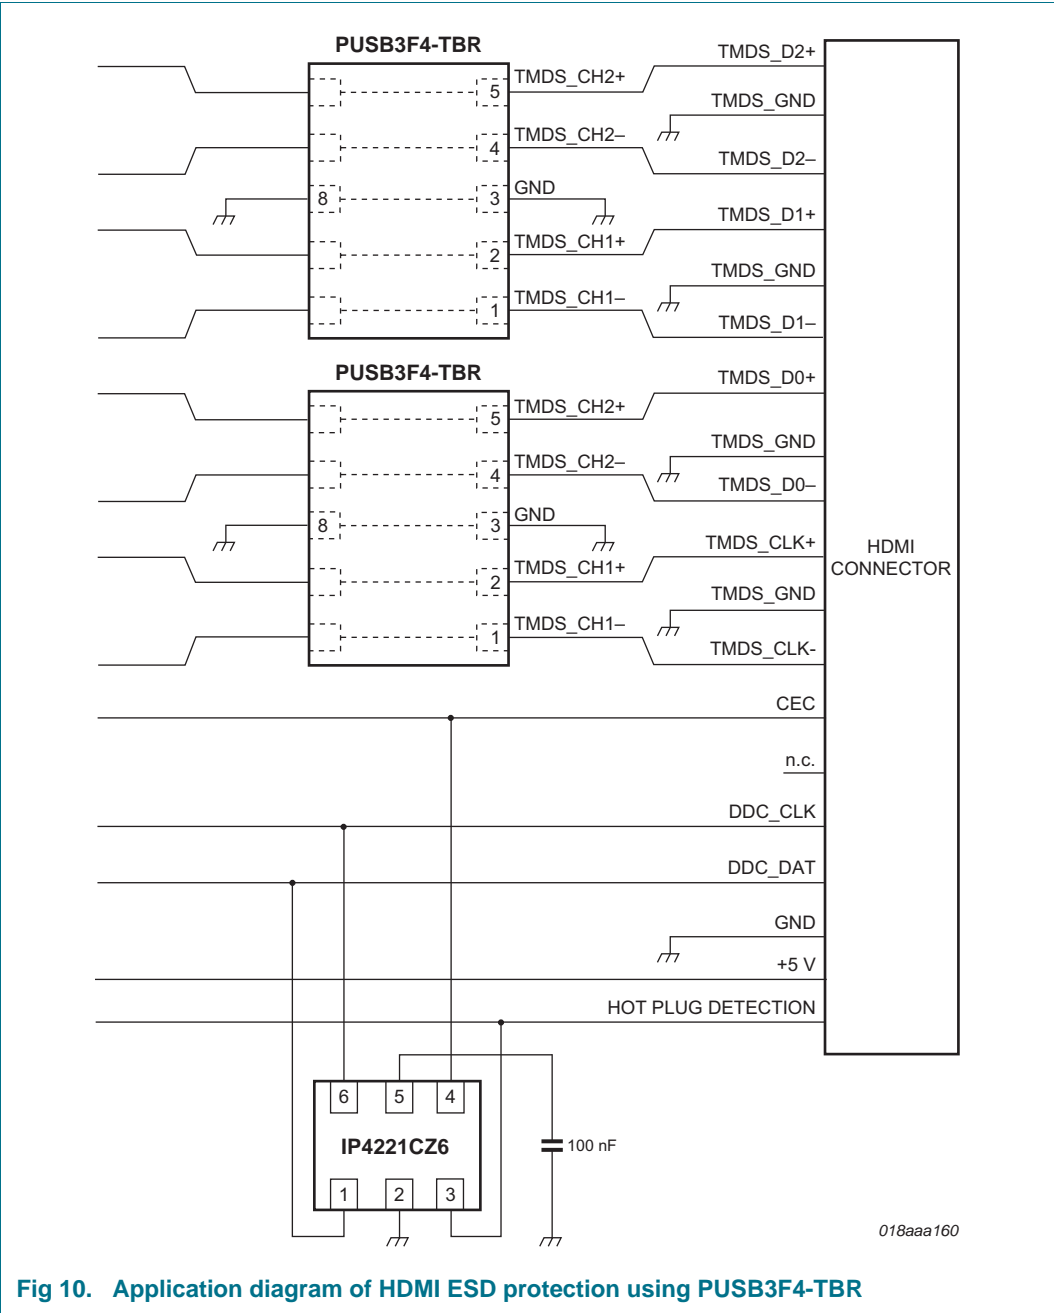 PUSB3F4-TBR
TMDS_D2+
TMDS_CH2+
5
TMDS_GND
TMDS_CH2–
4
TMDS_D2–
GND
8
3
TMDS_D1+
TMDS_CH1+
2
TMDS_GND
TMDS_CH1–
1
TMDS_D1–
PUSB3F4-TBR
TMDS_D0+
TMDS_CH2+
5
TMDS_GND
TMDS_CH2–
4
TMDS_D0–
GND
8
3
TMDS_CLK+
HDMI
CONNECTOR
TMDS_CH1+
2
TMDS_GND
TMDS_CH1–
1
TMDS_CLK-
CEC
n.c.
DDC_CLK
DDC_DAT
GND
+5 V
HOT PLUG DETECTION
6 5 4
IP4221CZ6
100 nF
1 2 3
018aaa160
Fig 10. Application diagram of HDMI ESD protection using PUSB3F4-TBR